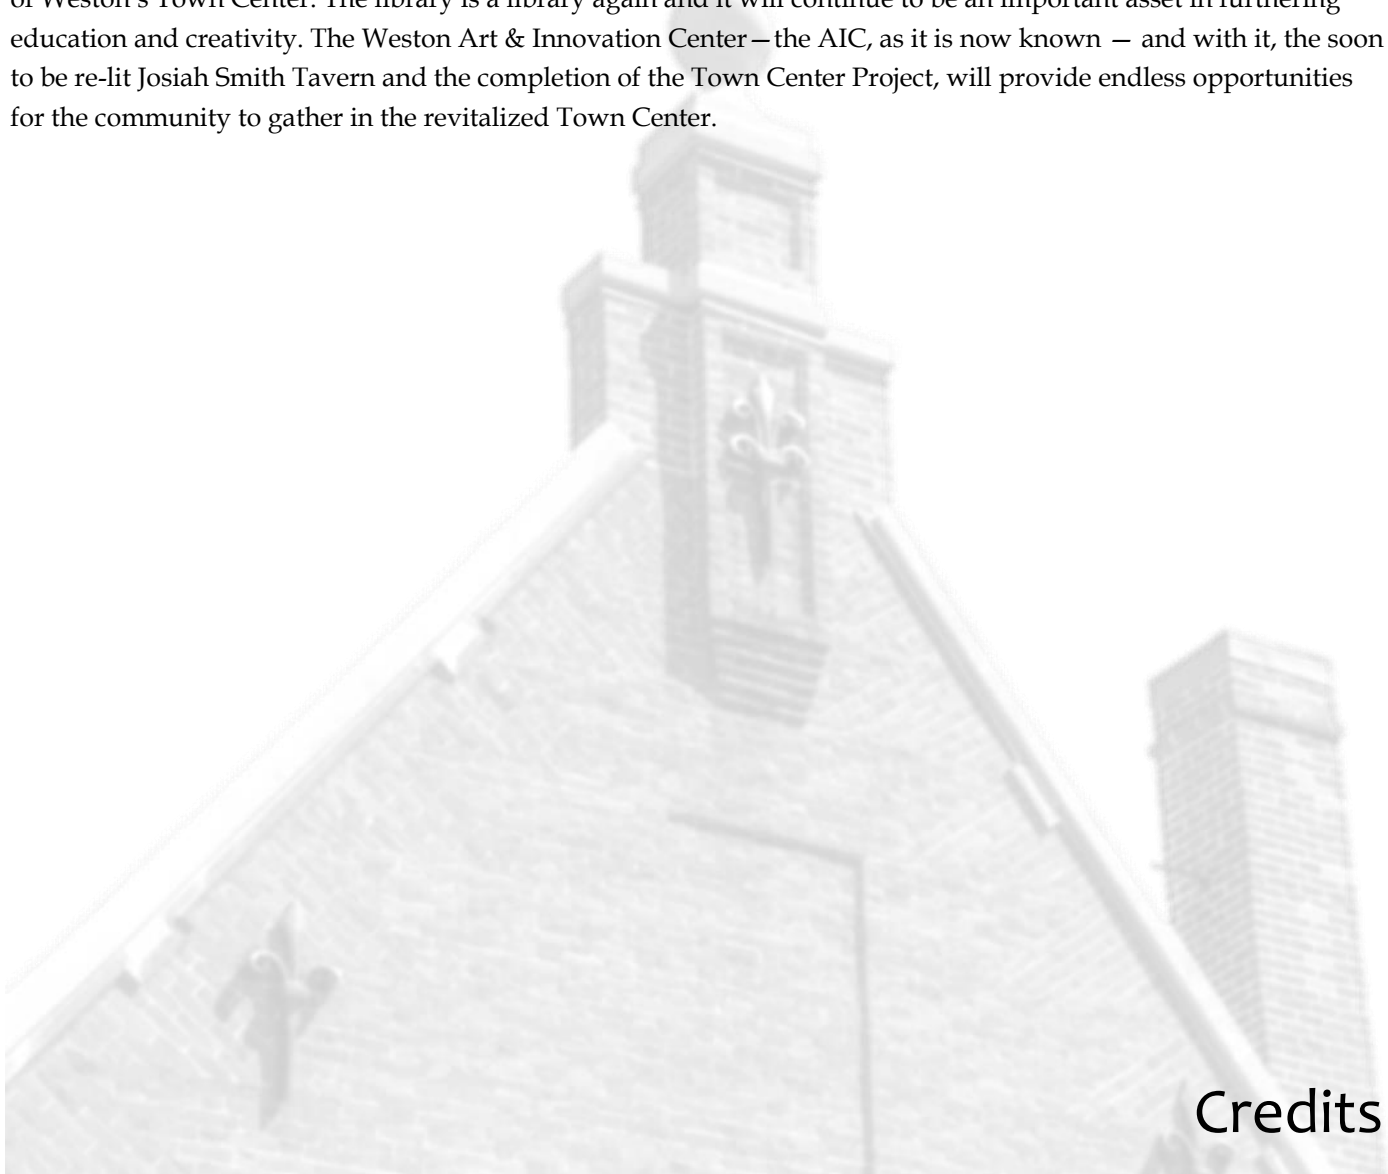 of Weston's Town Center. The library is a library again and it will continue to be an important asset in furthering
education and creativity. The Weston Art & Innovation Center—the AIC, as it is now known — and with it, the soon
to be re-lit Josiah Smith Tavern and the completion of the Town Center Project, will provide endless opportunities
for the community to gather in the revitalized Town Center.
Credits